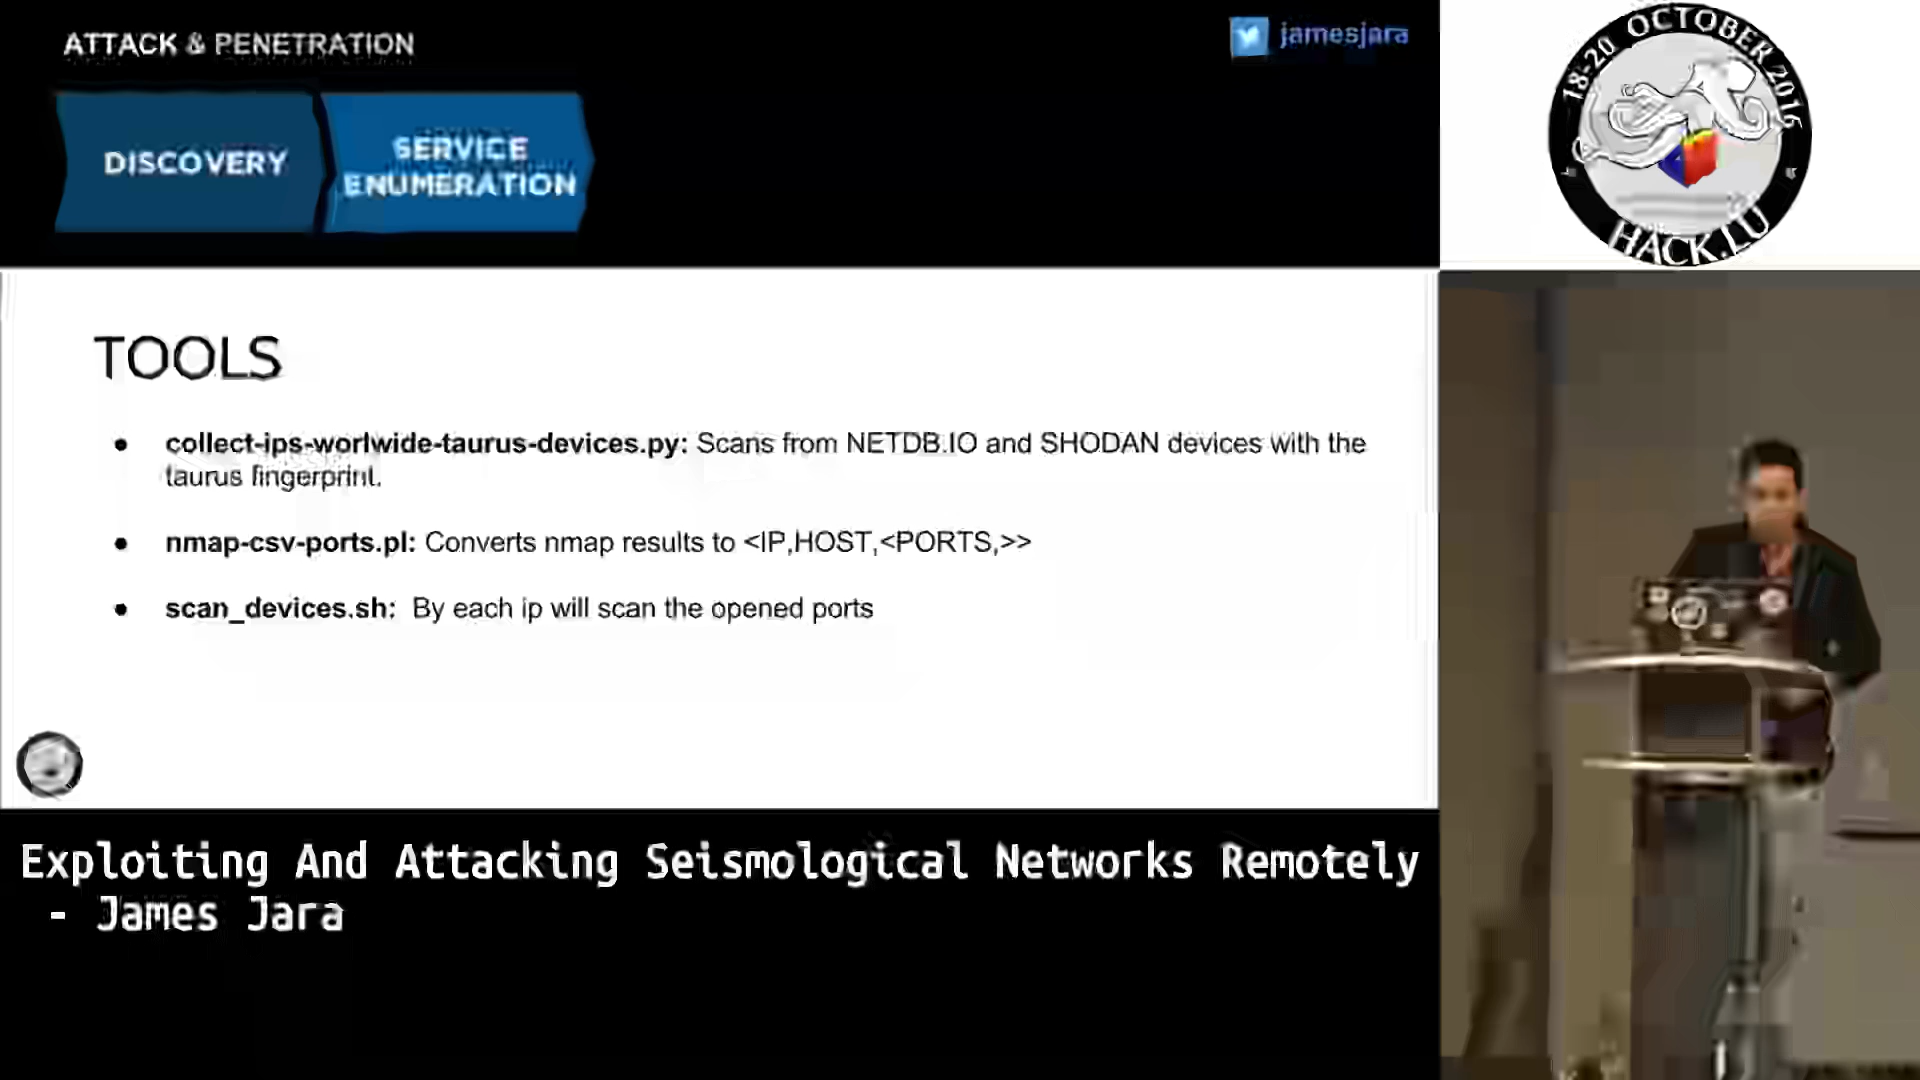 ATTACK & PENETRATION
jamesjara
DISCOVERY
SERVICE
ENUMERATION
18-20 OCTOBER 2016
HACK.LU
TOOLS
● collect-ips-worlwide-taurus-devices.py: Scans from NETDB.IO and SHODAN devices with the
taurus fingerprint.
● nmap-csv-ports.pl: Converts nmap results to <IP,HOST,<PORTS,>>
● scan_devices.sh: By each ip will scan the opened ports
Exploiting And Attacking Seismological Networks Remotely
- James Jara